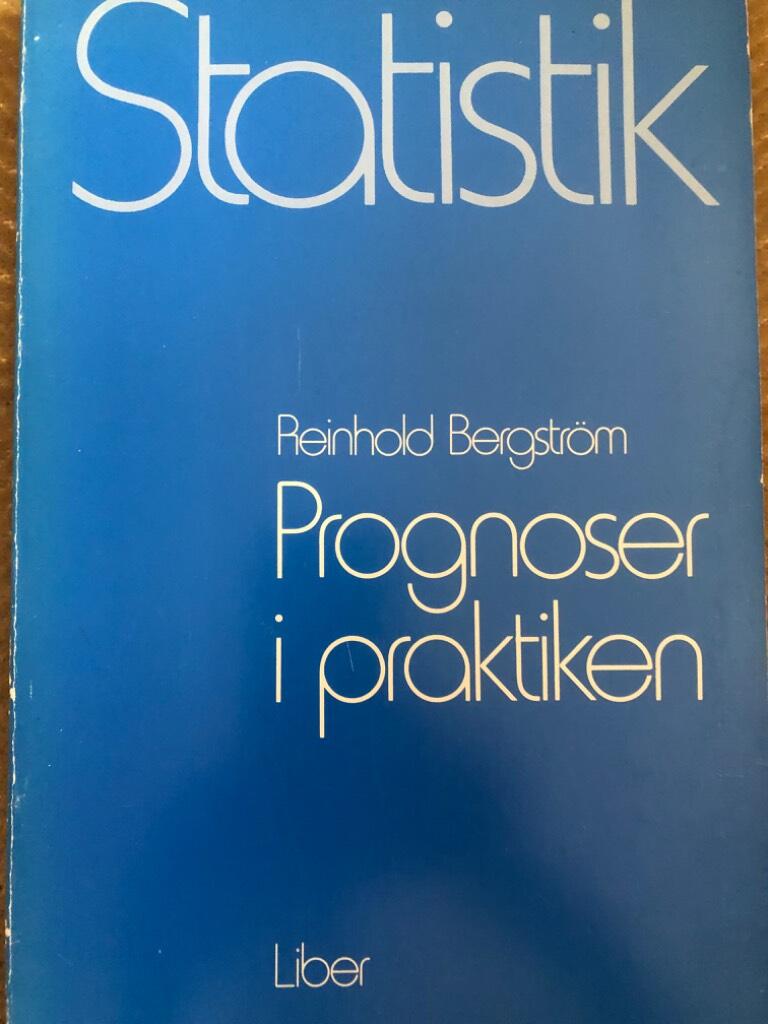 Statistik
Reinhold Bergström
Prognoser
i praktiken
Liber